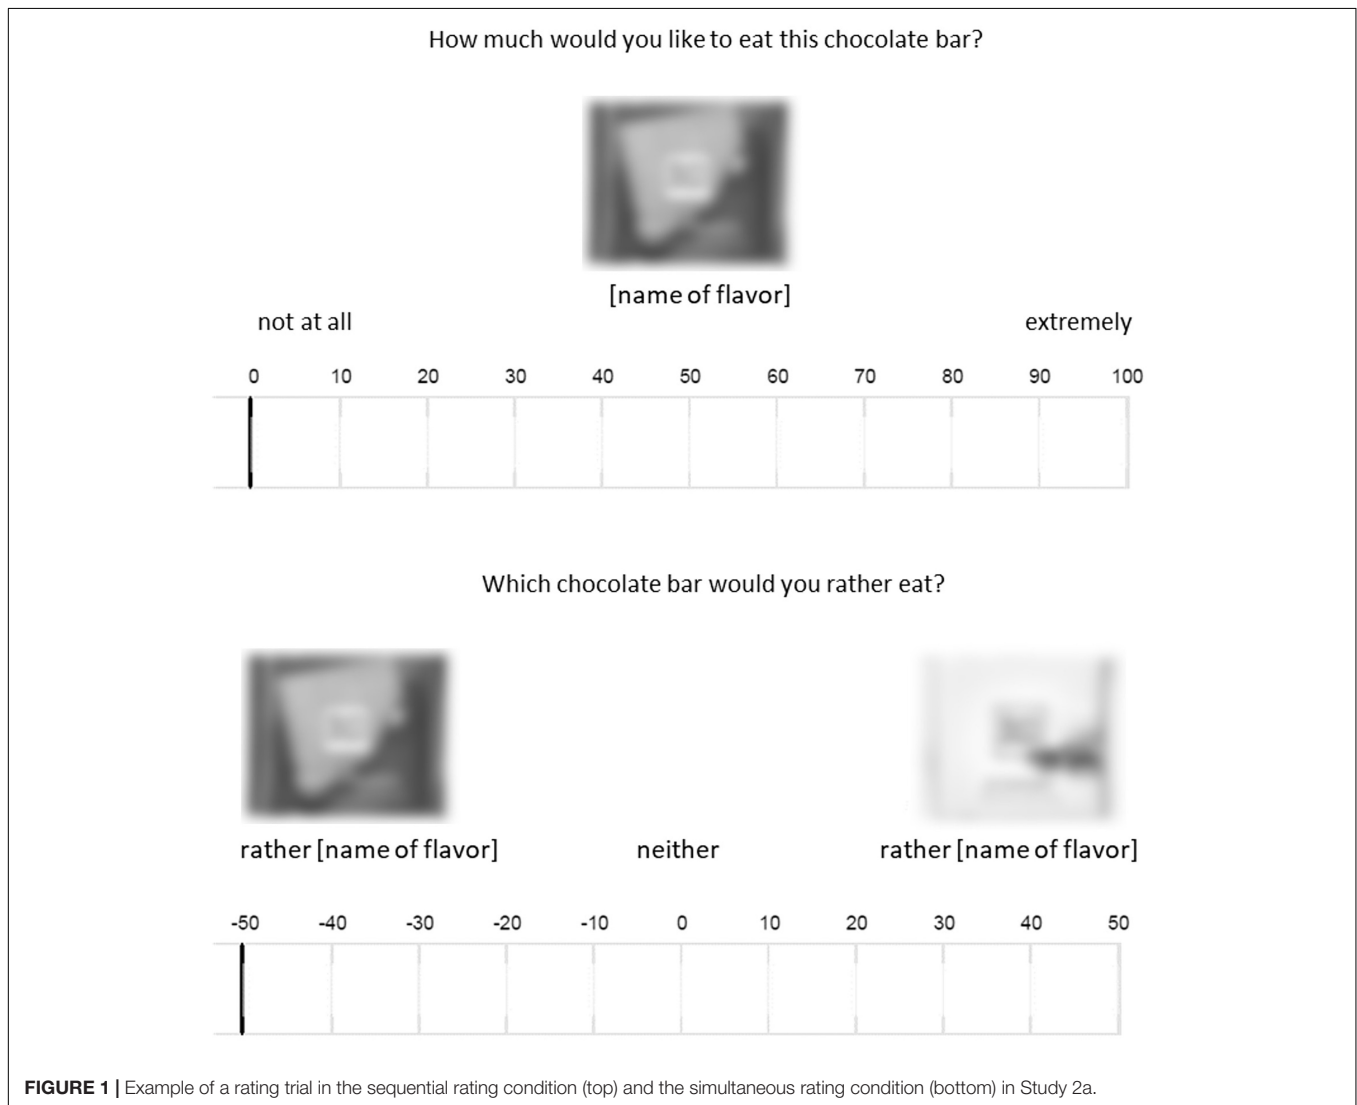 How much would you like to eat this chocolate bar?
[name of flavor]
not at all extremely
0 10 20 30 40 50 60 70 80 90 100
Which chocolate bar would you rather eat?
rather [name of flavor] neither rather [name of flavor]
-50 -40 -30 -20 -10 0 10 20 30 40 50
FIGURE 1 | Example of a rating trial in the sequential rating condition (top) and the simultaneous rating condition (bottom) in Study 2a.